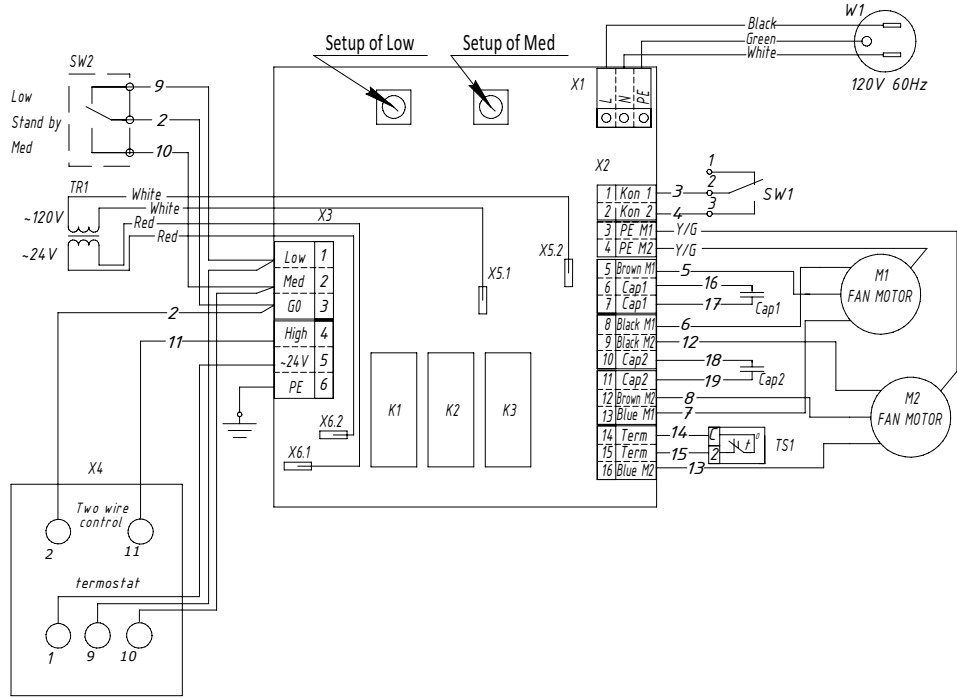 W1
Black
Green
White
120V 60Hz
Setup of Low
Setup of Med
X1
L
N
PE
SW2
Low
Stand by
Med
9
2
10
TR1
~120V
~24V
White
White
Red
Red
X3
Low 1
Med 2
GO 3
High 4
~24V 5
PE 6
2
11
X5.1
X5.2
X6.2
X6.1
K1
K2
K3
X2
1 Kon 1 3
2 Kon 2 4
3 PE M1 Y/G
4 PE M2 Y/G
5 Brown M1 5
6 Cap1 16
7 Cap1 17
8 Black M1 6
9 Black M2 12
10 Cap2 18
11 Cap2 19
12 Brown M2 8
13 Blue M1 7
14 Term 14
15 Term 15
16 Blue M2 13
1
2
3
SW1
Cap1
Cap2
C
2
t°
TS1
M1
FAN MOTOR
M2
FAN MOTOR
X4
Two wire
control
2
11
termostat
1
9
10